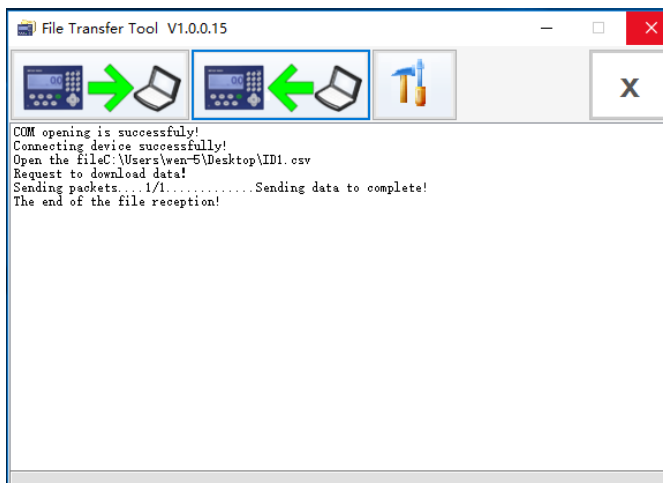 File Transfer Tool V1.0.0.15
X
COM opening is successfuly!
Connecting device successfully!
Open the fileC:\Users\wen-5\Desktop\ID1.csv
Request to download data!
Sending packets....1/1.............Sending data to complete!
The end of the file reception!